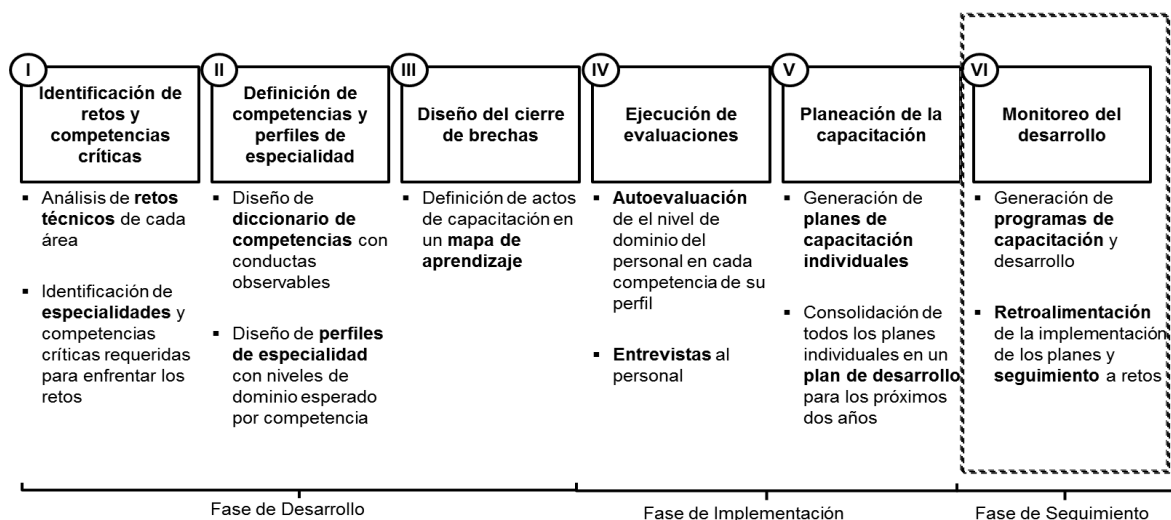 I
Identificación de
retos y
competencias
críticas
II
Definición de
competencias y
perfiles de
especialidad
III
Diseño del cierre
de brechas
IV
Ejecución de
evaluaciones
V
Planeación de la
capacitación
VI
Monitoreo del
desarrollo
▪ Análisis de retos
técnicos de cada
área
▪ Identificación de
especialidades y
competencias
críticas requeridas
para enfrentar los
retos
▪ Diseño de
diccionario de
competencias con
conductas
observables
▪ Diseño de perfiles
de especialidad
con niveles de
dominio esperado
por competencia
▪ Definición de actos
de capacitación en
un mapa de
aprendizaje
▪ Autoevaluación
de el nivel de
dominio del
personal en cada
competencia de su
perfil
▪ Entrevistas al
personal
▪ Generación de
planes de
capacitación
individuales
▪ Consolidación de
todos los planes
individuales en un
plan de desarrollo
para los próximos
dos años
▪ Generación de
programas de
capacitación y
desarrollo
▪ Retroalimentación
de la implementación
de los planes y
seguimiento a retos
Fase de Desarrollo
Fase de Implementación
Fase de Seguimiento